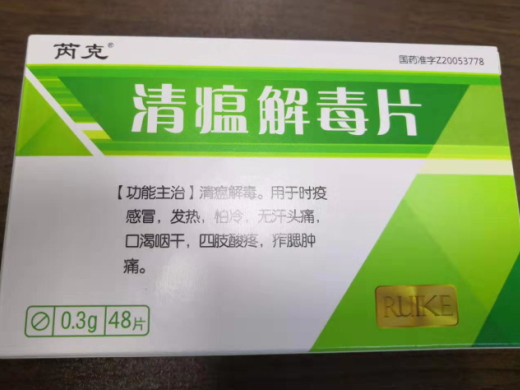 芮克®
国药准字Z20053778
清瘟解毒片
【功能主治】清瘟解毒。用于时疫
感冒，发热，怕冷，无汗头痛，
口渴咽干，四肢酸疼，痄腮肿
痛。
0.3g 48片
RUIKE